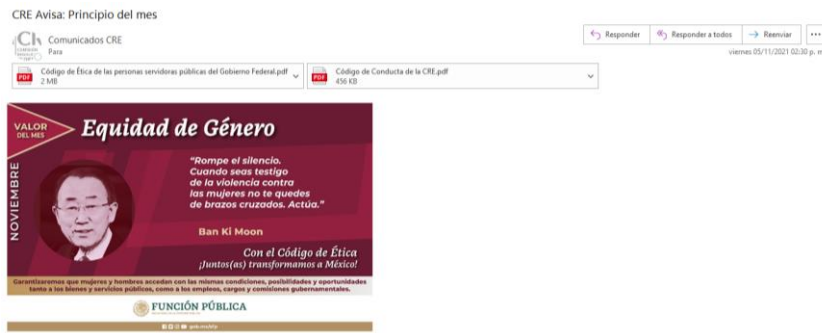 CRE Avisa: Principio del mes
Comunicados CRE
Para
Responder
Responder a todos
Reenviar
viernes 05/11/2021 02:30 p. m
Código de Ética de las personas servidoras públicas del Gobierno Federal.pdf
2 MB
Código de Conducta de la CRE.pdf
456 KB
VALOR
DEL MES
Equidad de Género
NOVIEMBRE
"Rompe el silencio.
Cuando seas testigo
de la violencia contra
las mujeres no te quedes
de brazos cruzados. Actúa."
Ban Ki Moon
Con el Código de Ética
¡Juntos(as) transformamos a México!
Garantizaremos que mujeres y hombres accedan con las mismas condiciones, posibilidades y oportunidades
tanto a los bienes y servicios públicos, como a los empleos, cargos y comisiones gubernamentales.
FUNCIÓN PÚBLICA